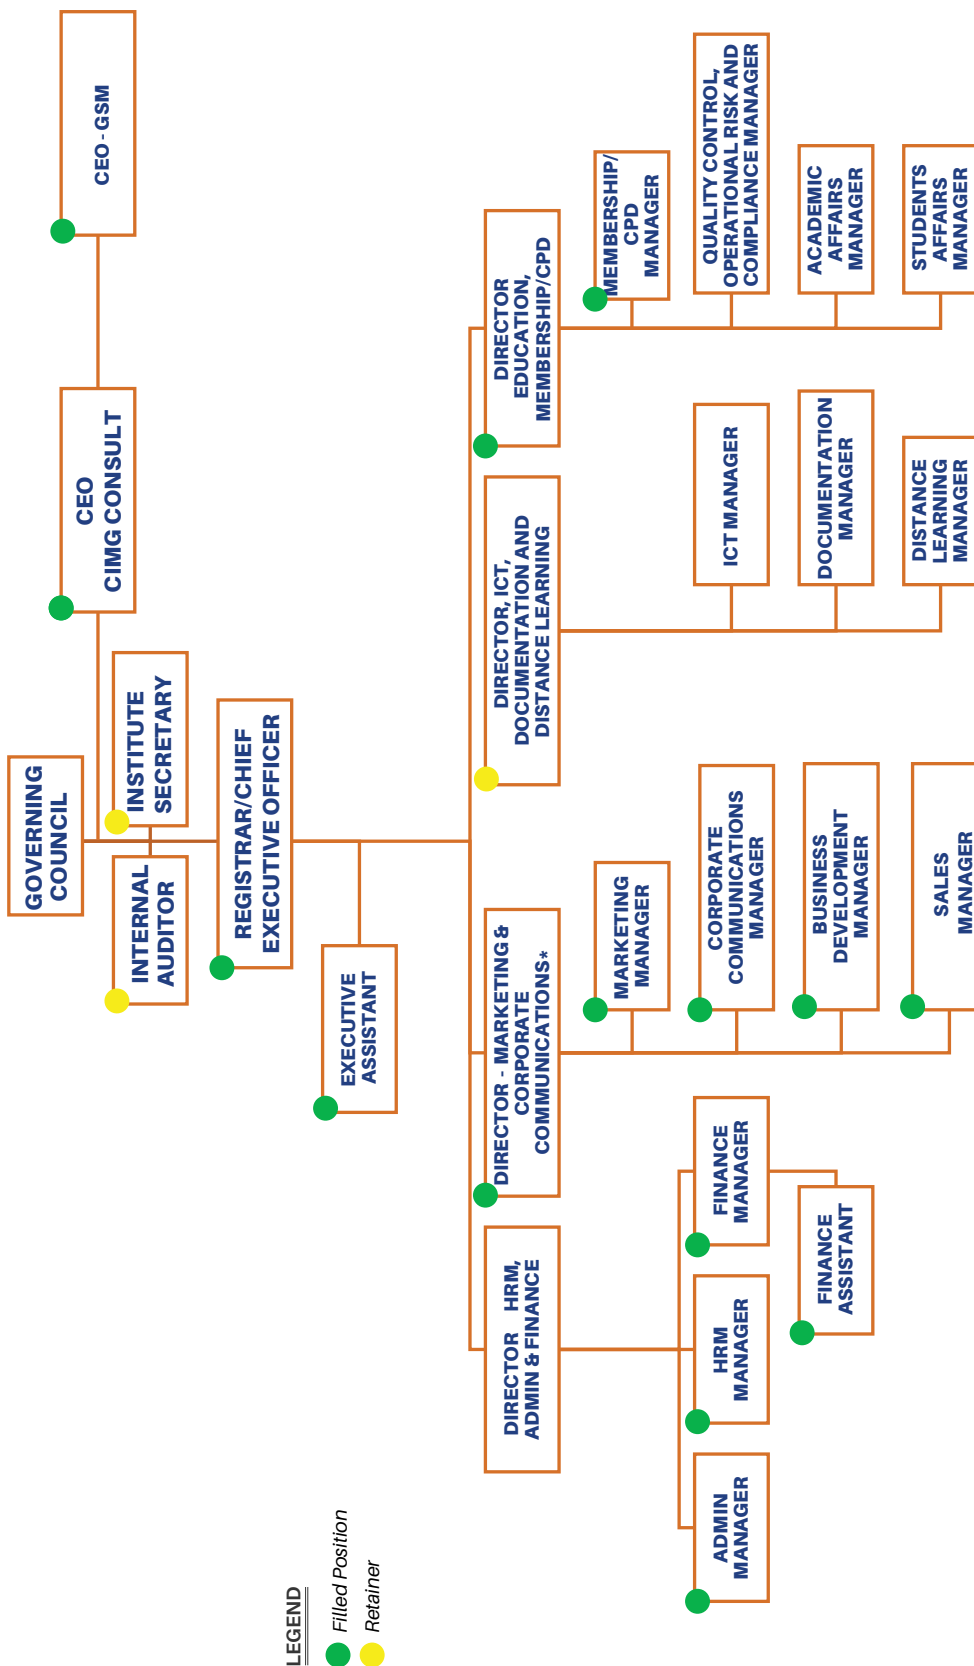 GOVERNING
COUNCIL
CEO
CIMG CONSULT
CEO - GSM
INTERNAL
AUDITOR
INSTITUTE
SECRETARY
REGISTRAR/CHIEF
EXECUTIVE OFFICER
EXECUTIVE
ASSISTANT
LEGEND
Filled Position
Retainer
DIRECTOR HRM,
ADMIN & FINANCE
DIRECTOR - MARKETING &
CORPORATE
COMMUNICATIONS*
DIRECTOR, ICT,
DOCUMENTATION AND
DISTANCE LEARNING
DIRECTOR
EDUCATION,
MEMBERSHIP/CPD
ADMIN
MANAGER
HRM
MANAGER
FINANCE
MANAGER
FINANCE
ASSISTANT
MARKETING
MANAGER
CORPORATE
COMMUNICATIONS
MANAGER
BUSINESS
DEVELOPMENT
MANAGER
SALES
MANAGER
ICT MANAGER
DOCUMENTATION
MANAGER
DISTANCE
LEARNING
MANAGER
MEMBERSHIP/
CPD
MANAGER
QUALITY CONTROL,
OPERATIONAL RISK AND
COMPLIANCE MANAGER
ACADEMIC
AFFAIRS
MANAGER
STUDENTS
AFFAIRS
MANAGER